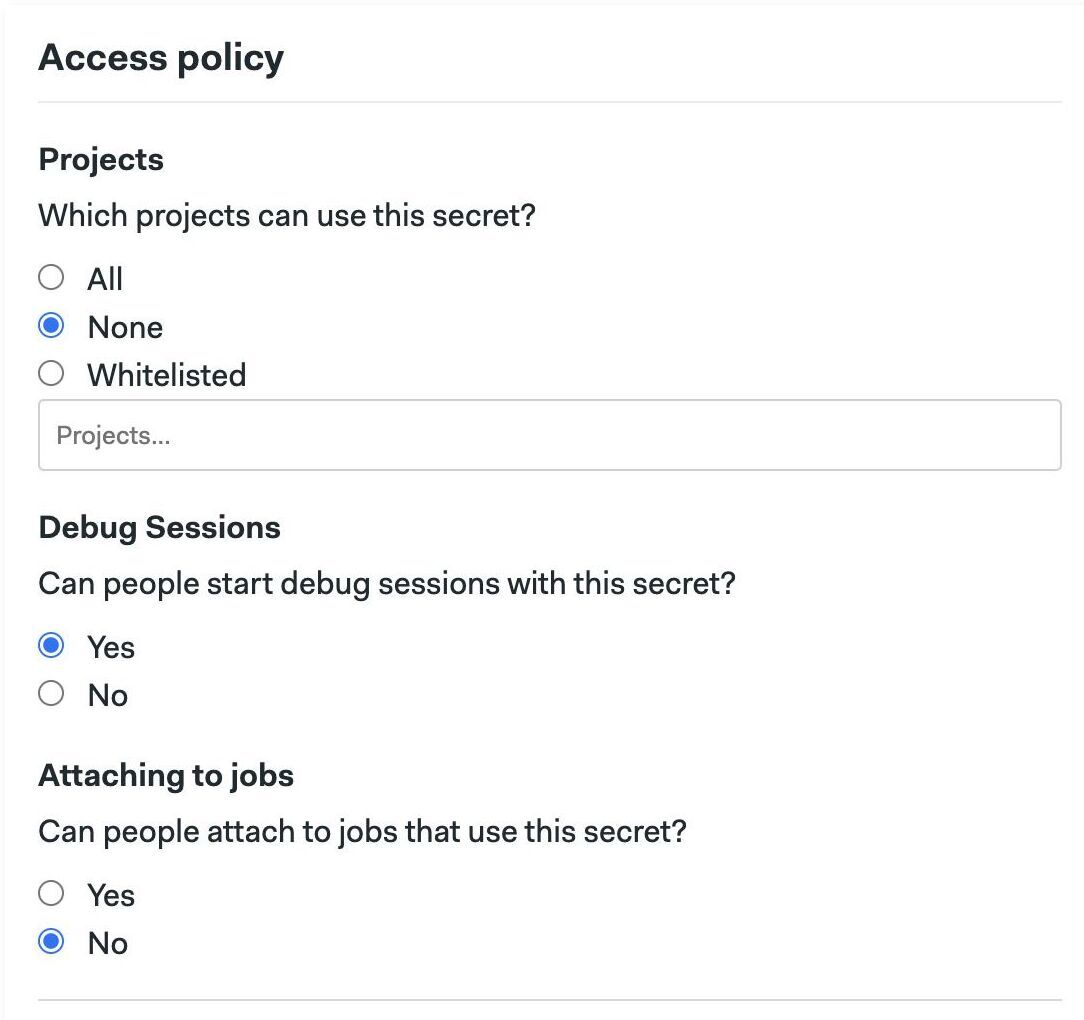 Access policy
Projects
Which projects can use this secret?
All
None
Whitelisted
Projects...
Debug Sessions
Can people start debug sessions with this secret?
Yes
No
Attaching to jobs
Can people attach to jobs that use this secret?
Yes
No